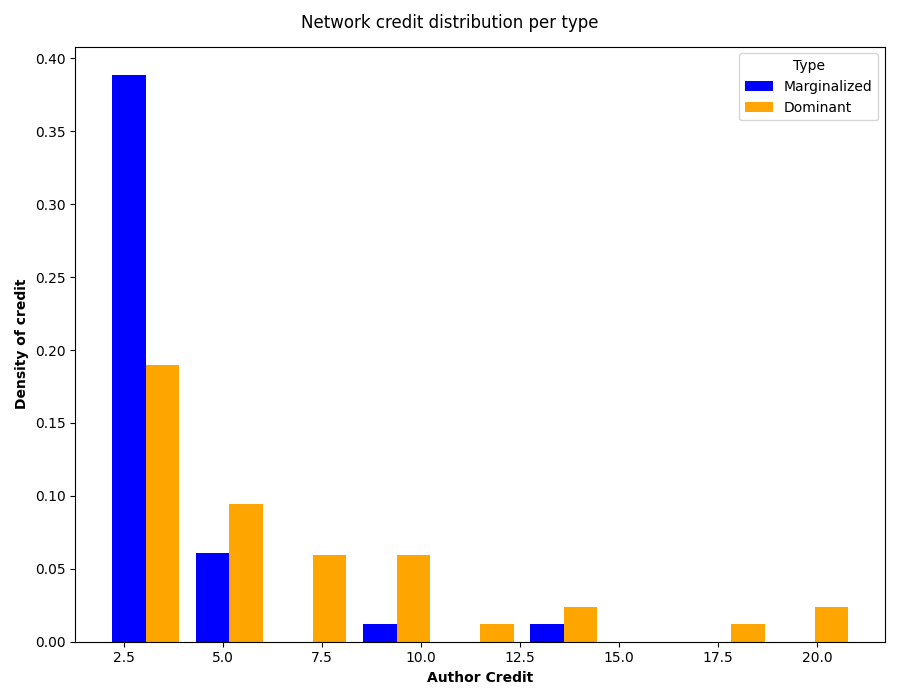 Network credit distribution per type
Type
Marginalized
Dominant
0.40
0.35
0.30
0.25
0.20
0.15
0.10
0.05
0.00
Density of credit
2.5 5.0 7.5 10.0 12.5 15.0 17.5 20.0
Author Credit